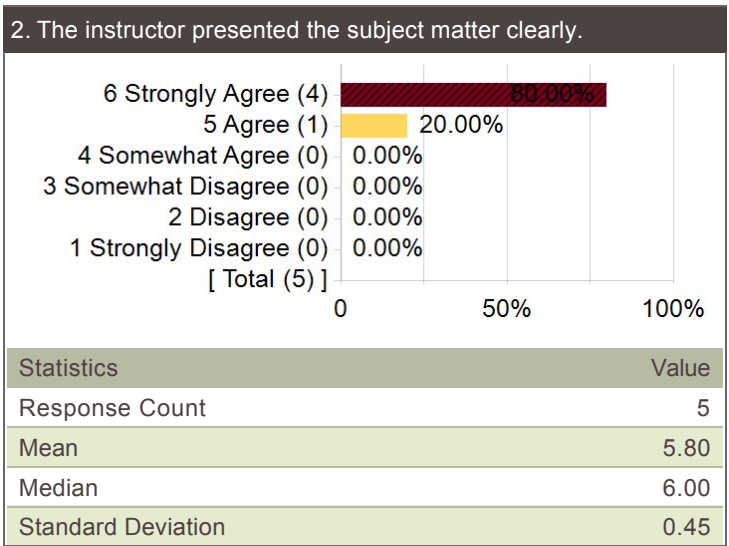 2. The instructor presented the subject matter clearly.
6 Strongly Agree (4) 80.00%
5 Agree (1) 20.00%
4 Somewhat Agree (0) 0.00%
3 Somewhat Disagree (0) 0.00%
2 Disagree (0) 0.00%
1 Strongly Disagree (0) 0.00%
[ Total (5) ]
0 50% 100%
Statistics Value
Response Count 5
Mean 5.80
Median 6.00
Standard Deviation 0.45